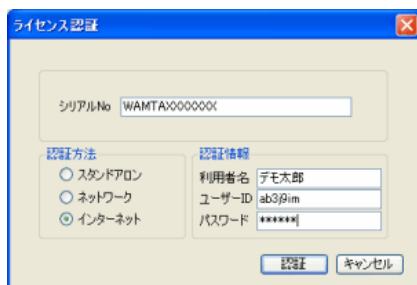 ライセンス認証
シリアルNo WAMTAXXXXXXX
認証方法
スタンドアロン
ネットワーク
インターネット
認証情報
利用者名 デモ太郎
ユーザーID ab3j9im
パスワード ******
認証 キャンセル